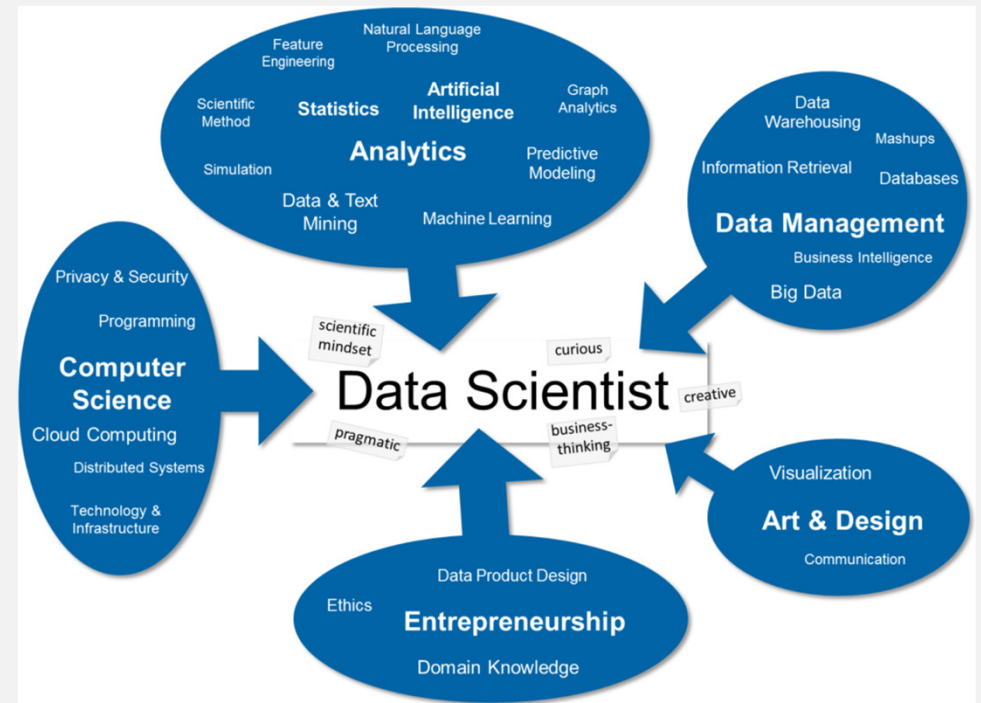 Natural Language
Processing
Feature
Engineering
Artificial
Intelligence
Graph
Analytics
Scientific
Method
Statistics
Analytics
Predictive
Modeling
Simulation
Data & Text
Mining
Machine Learning
Data
Warehousing
Mashups
Information Retrieval
Databases
Data Management
Business Intelligence
Big Data
Privacy & Security
Programming
Computer
Science
Cloud Computing
Distributed Systems
Technology &
Infrastructure
scientific
mindset
curious
Data Scientist
creative
pragmatic
business-
thinking
Visualization
Art & Design
Communication
Data Product Design
Ethics
Entrepreneurship
Domain Knowledge